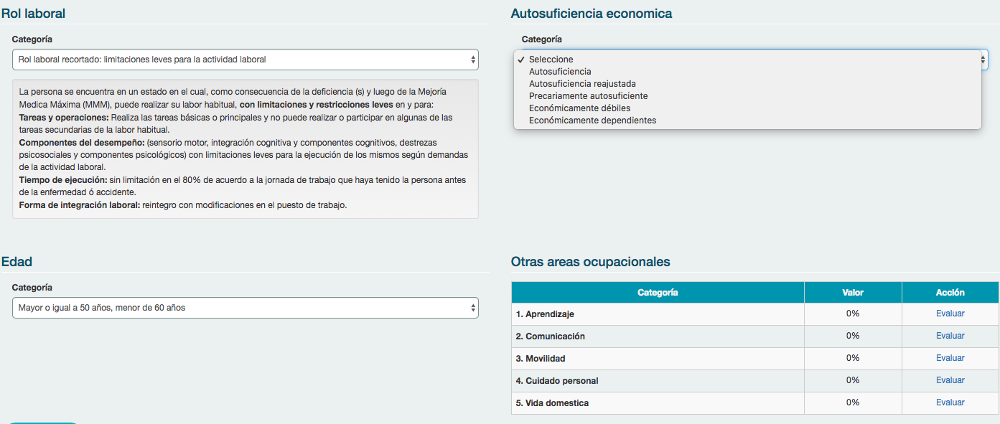 Rol laboral
Categoría
Rol laboral recortado: limitaciones leves para la actividad laboral
La persona se encuentra en un estado en el cual, como consecuencia de la deficiencia (s) y luego de la Mejoría
Medica Máxima (MMM), puede realizar su labor habitual, con limitaciones y restricciones leves en y para:
Tareas y operaciones: Realiza las tareas básicas o principales y no puede realizar o participar en algunas de las
tareas secundarias de la labor habitual.
Componentes del desempeño: (sensorio motor, integración cognitiva y componentes cognitivos, destrezas
psicosociales y componentes psicológicos) con limitaciones leves para la ejecución de los mismos según demandas
de la actividad laboral.
Tiempo de ejecución: sin limitación en el 80% de acuerdo a la jornada de trabajo que haya tenido la persona antes
de la enfermedad ó accidente.
Forma de integración laboral: reintegro con modificaciones en el puesto de trabajo.
Autosuficiencia economica
Categoría
Seleccione
Autosuficiencia
Autosuficiencia reajustada
Precariamente autosuficiente
Económicamente débiles
Económicamente dependientes
Edad
Categoría
Mayor o igual a 50 años, menor de 60 años
Otras areas ocupacionales
Categoría Valor Acción
1. Aprendizaje 0% Evaluar
2. Comunicación 0% Evaluar
3. Movilidad 0% Evaluar
4. Cuidado personal 0% Evaluar
5. Vida domestica 0% Evaluar